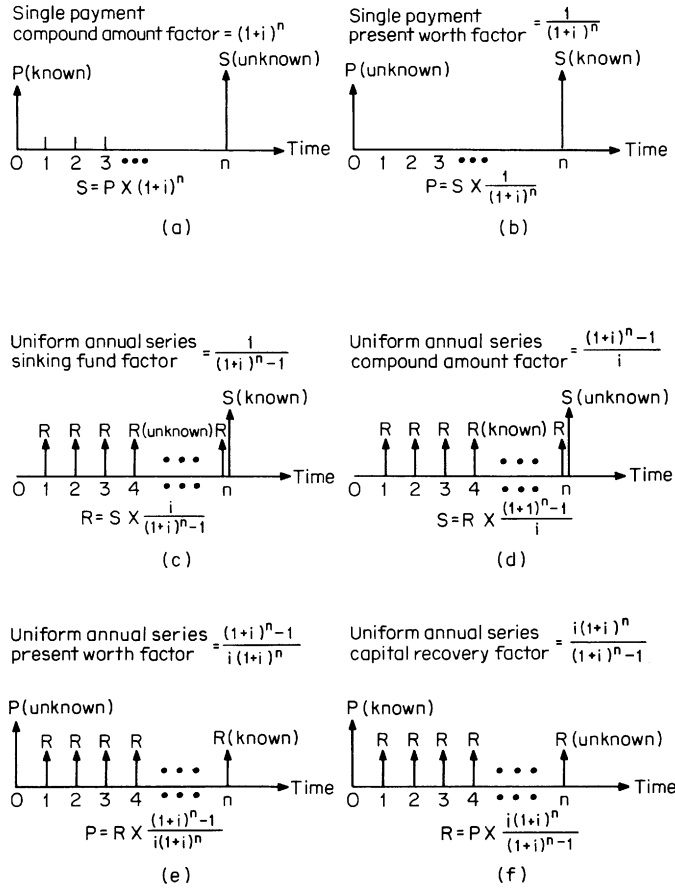 Single payment
compound amount factor = (1+i)^n
P(known)
S(unknown)
Time
0 1 2 3 ••• n
S=P X (1+i)^n
(a)
Single payment
present worth factor = 1/(1+i)^n
P(unknown)
S(known)
Time
0 1 2 3 ••• n
P=S X 1/(1+i)^n
(b)
Uniform annual series
sinking fund factor = 1/(1+i)^n-1
S(known)
R R R R(unknown) R
•••
Time
0 1 2 3 4 ••• n
R=S X i/(1+i)^n-1
(c)
Uniform annual series
compound amount factor = (1+i)^n-1/i
S(unknown)
R R R R(known) R
•••
Time
0 1 2 3 4 ••• n
S=R X (1+1)^n-1/i
(d)
Uniform annual series
present worth factor = (1+i)^n-1/i(1+i)^n
P(unknown)
R R R R R(known)
•••
Time
0 1 2 3 4 ••• n
P=R X (1+i)^n-1/i(1+i)^n
(e)
Uniform annual series
capital recovery factor = i(1+i)^n/(1+i)^n-1
P(known)
R R R R R(unknown)
•••
Time
0 1 2 3 4 ••• n
R=PX i(1+i)^n/(1+i)^n-1
(f)